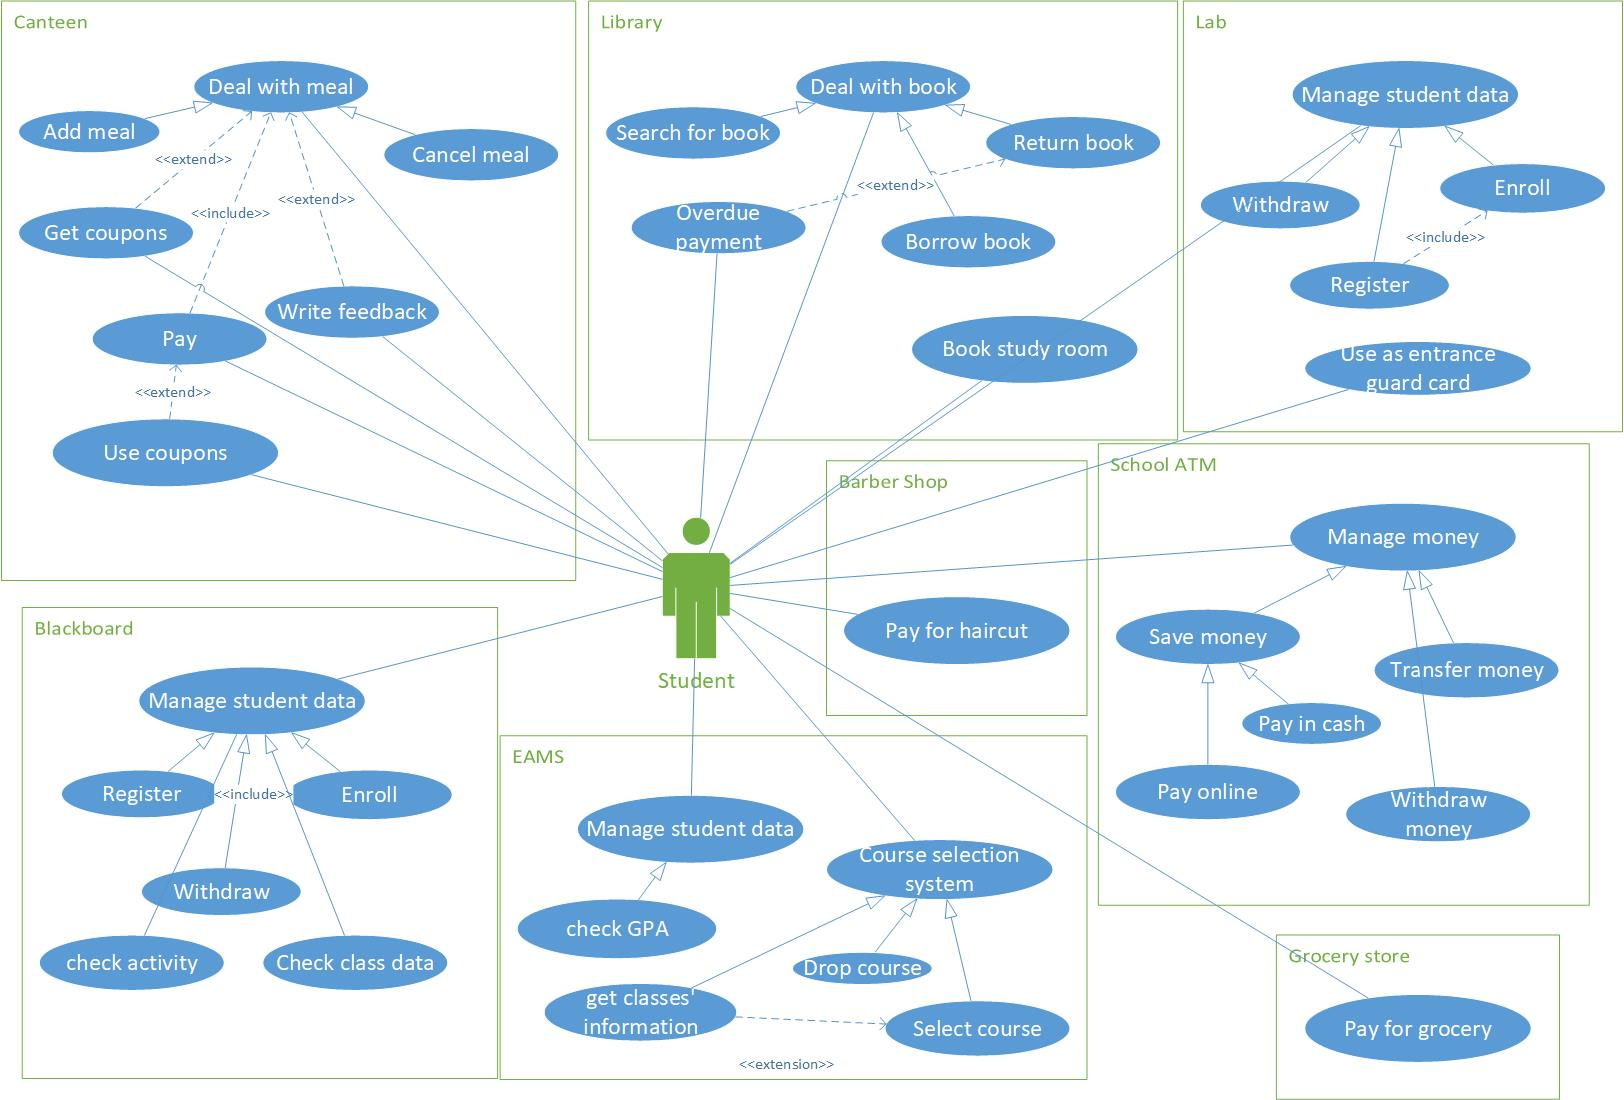 Canteen
Deal with meal
Add meal
Cancel meal
<<extend>>
<<include>>
<<extend>>
Get coupons
Write feedback
Pay
<<extend>>
Use coupons
Library
Deal with book
Search for book
Return book
<<extend>>
Overdue
payment
Borrow book
Book study room
Lab
Manage student data
Withdraw
Enroll
<<include>>
Register
Use as entrance
guard card
Barber Shop
Pay for haircut
School ATM
Manage money
Save money
Transfer money
Pay in cash
Pay online
Withdraw
money
Student
Blackboard
Manage student data
Register
<<include>>
Enroll
Withdraw
check activity
Check class data
EAMS
Manage student data
Course selection
system
check GPA
Drop course
get classes'
information
Select course
<<extension>>
Grocery store
Pay for grocery